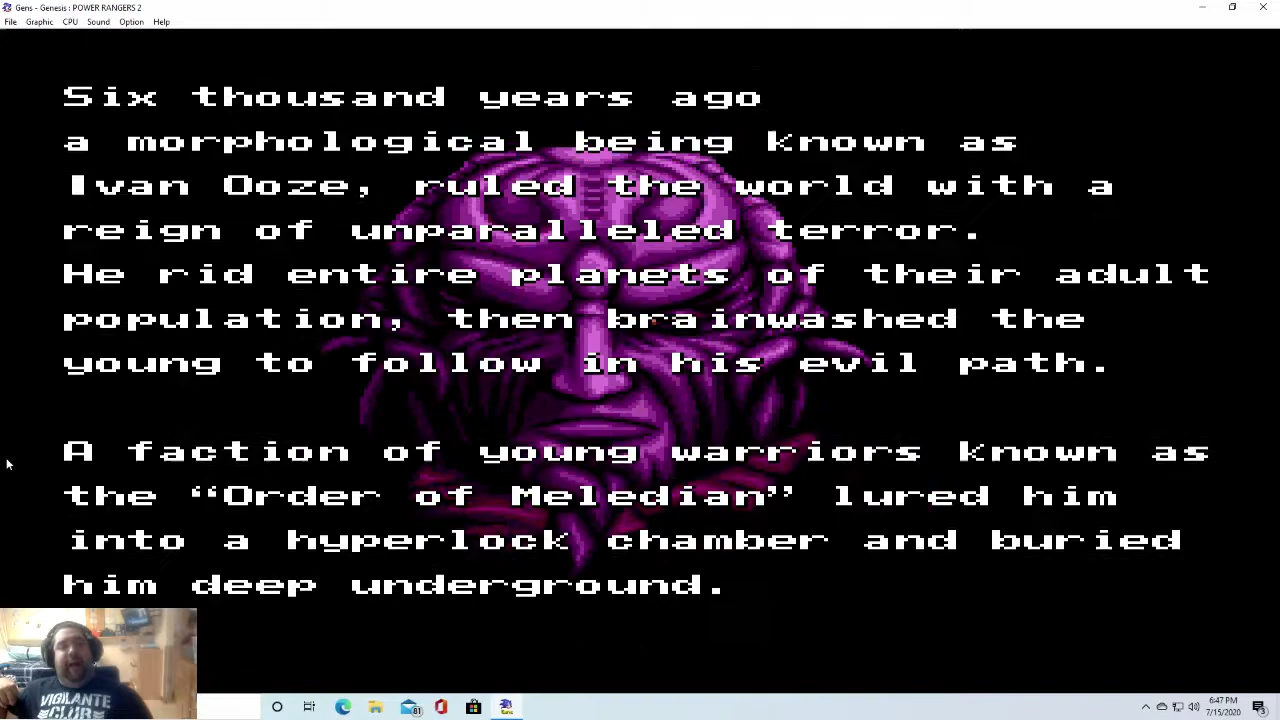 Gens - Genesis : POWER RANGERS 2
File Graphic CPU Sound Option Help
Six thousand years ago
a morphological being known as
Ivan Ooze, ruled the world with a
reign of unparalleled terror.
He rid entire planets of their adult
population, then brainwashed the
young to follow in his evil path.
A faction of young warriors known as
the “Order of Meledian” lured him
into a hyperlock chamber and buried
him deep underground.
VIGILANTE
CLUB
81
Gens
6:47 PM
7/15/2020
3